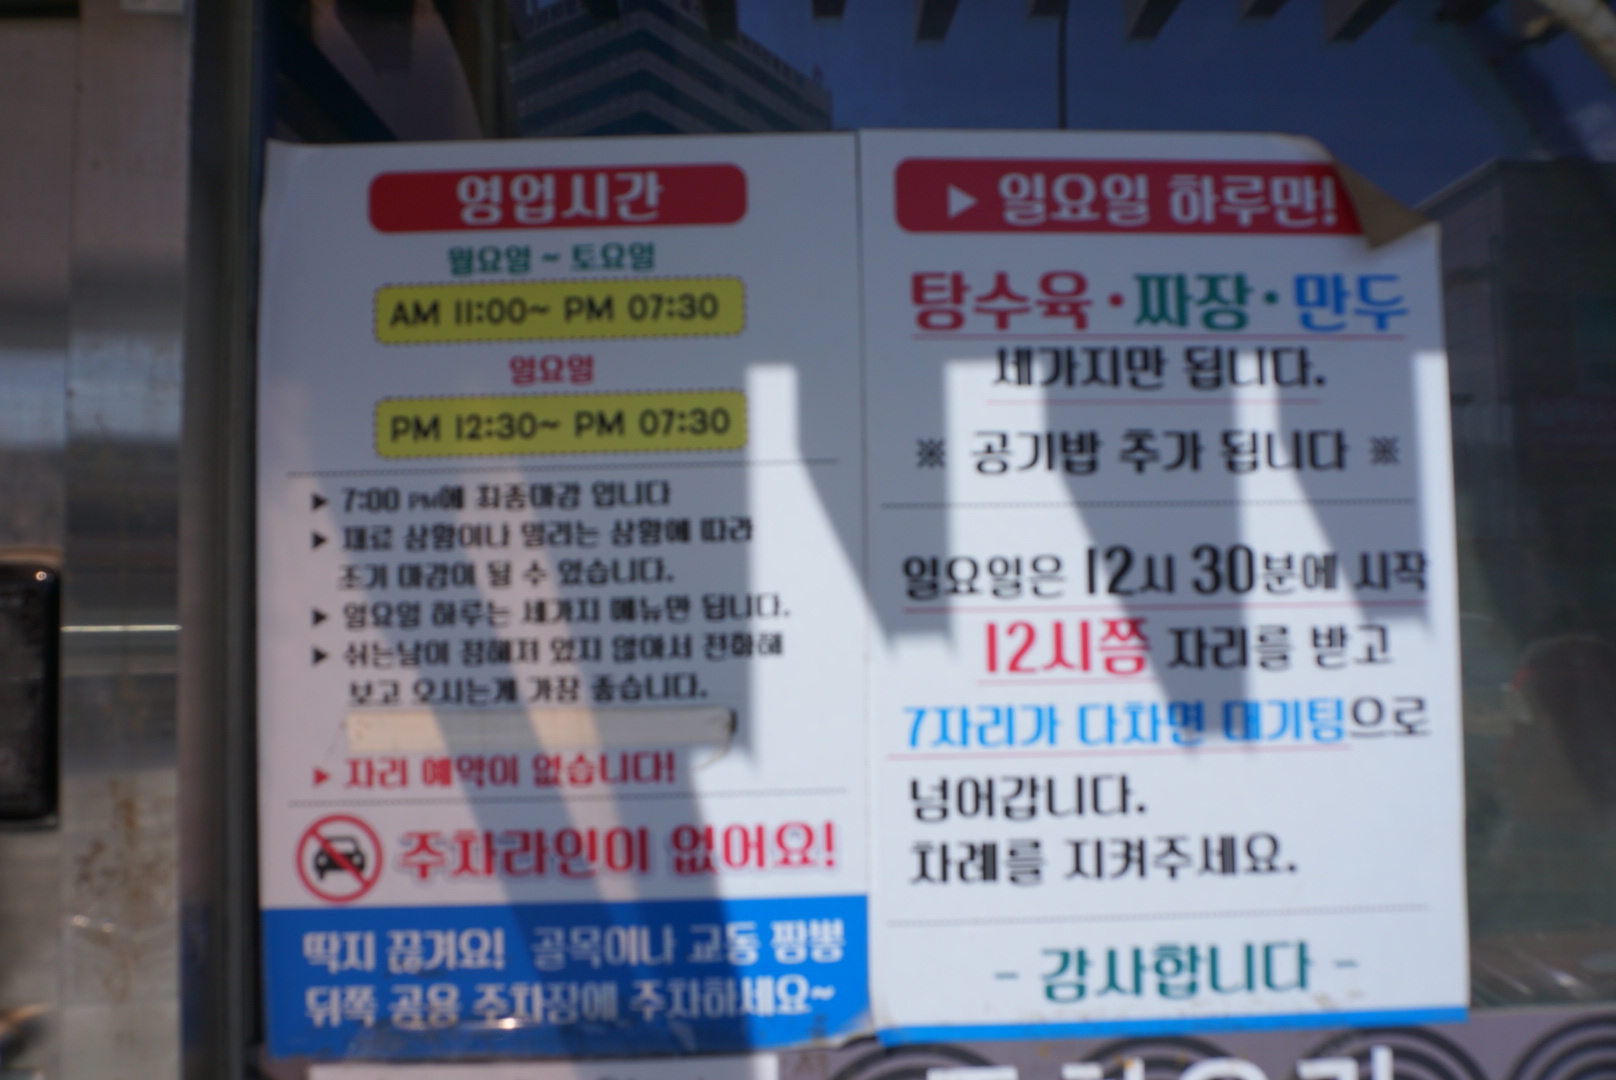 영업시간
월요일 ~ 토요일
AM 11:00~ PM 07:30
일요일
PM 12:30~ PM 07:30
▶ 7:00 PM에 최종마감 입니다
▶ 재료 상황이나 밀리는 상황에 따라
조기 마감이 될 수 있습니다.
▶ 일요일 하루는 세가지 메뉴만 됩니다.
▶ 쉬는날이 정해져 있지 않아서 전화해
보고 오시는게 가장 좋습니다.
▶ 자리 예약이 없습니다!
주차라인이 없어요!
딱지 끊겨요! 골목이나 교동 짬뽕
뒤쪽 공용 주차장에 주차하세요~
▶ 일요일 하루만!
탕수육·짜장·만두
세가지만 됩니다.
※ 공기밥 추가 됩니다 ※
일요일은 12시 30분에 시작
12시쯤 자리를 받고
7자리가 다차면 대기팀으로
넘어갑니다.
차례를 지켜주세요.
- 감사합니다 -